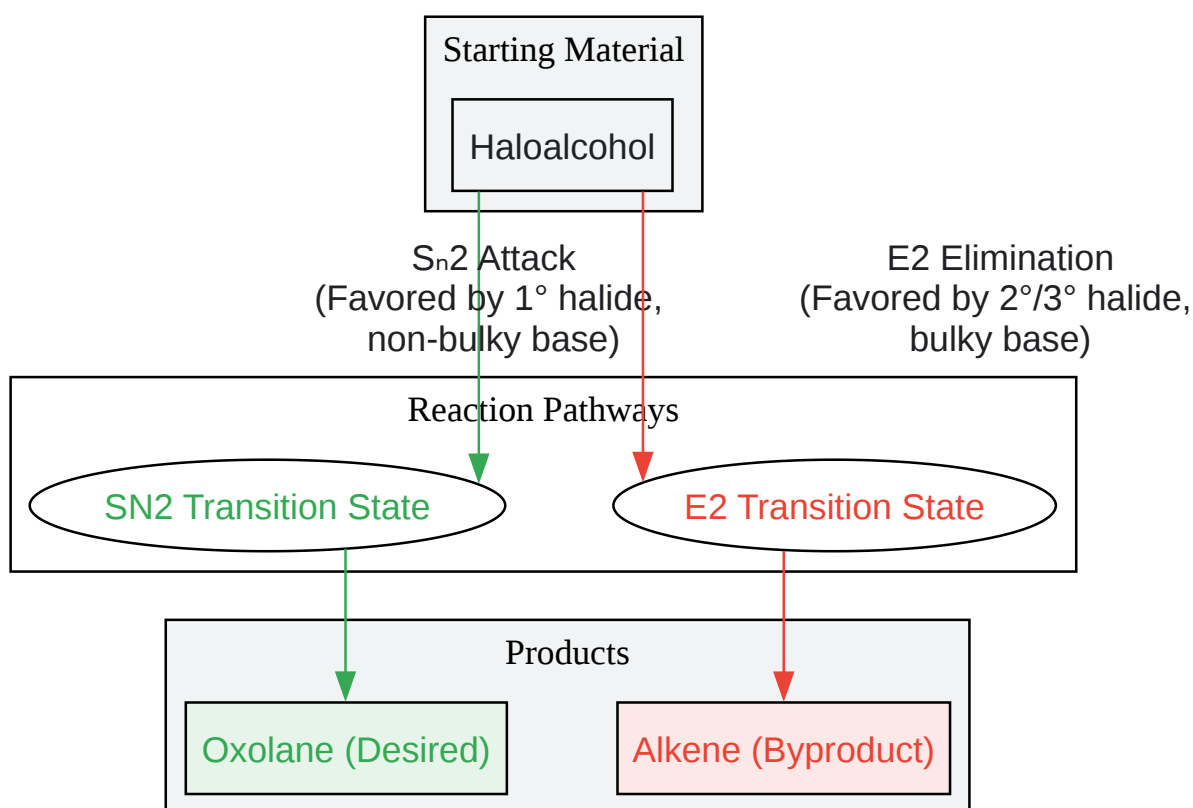 Starting Material
Haloalcohol
Sₙ2 Attack
(Favored by 1° halide,
non-bulky base)
E2 Elimination
(Favored by 2°/3° halide,
bulky base)
Reaction Pathways
SN2 Transition State
E2 Transition State
Products
Oxolane (Desired)
Alkene (Byproduct)